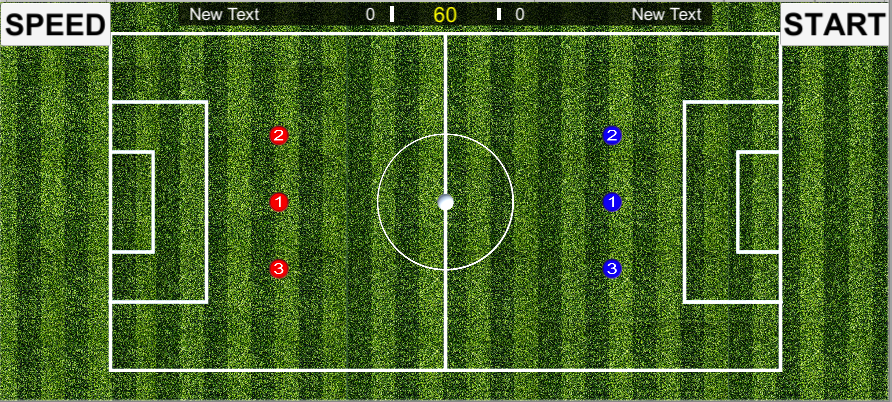 SPEED
New Text 0 60 0 New Text
START
2 2
1 1
3 3